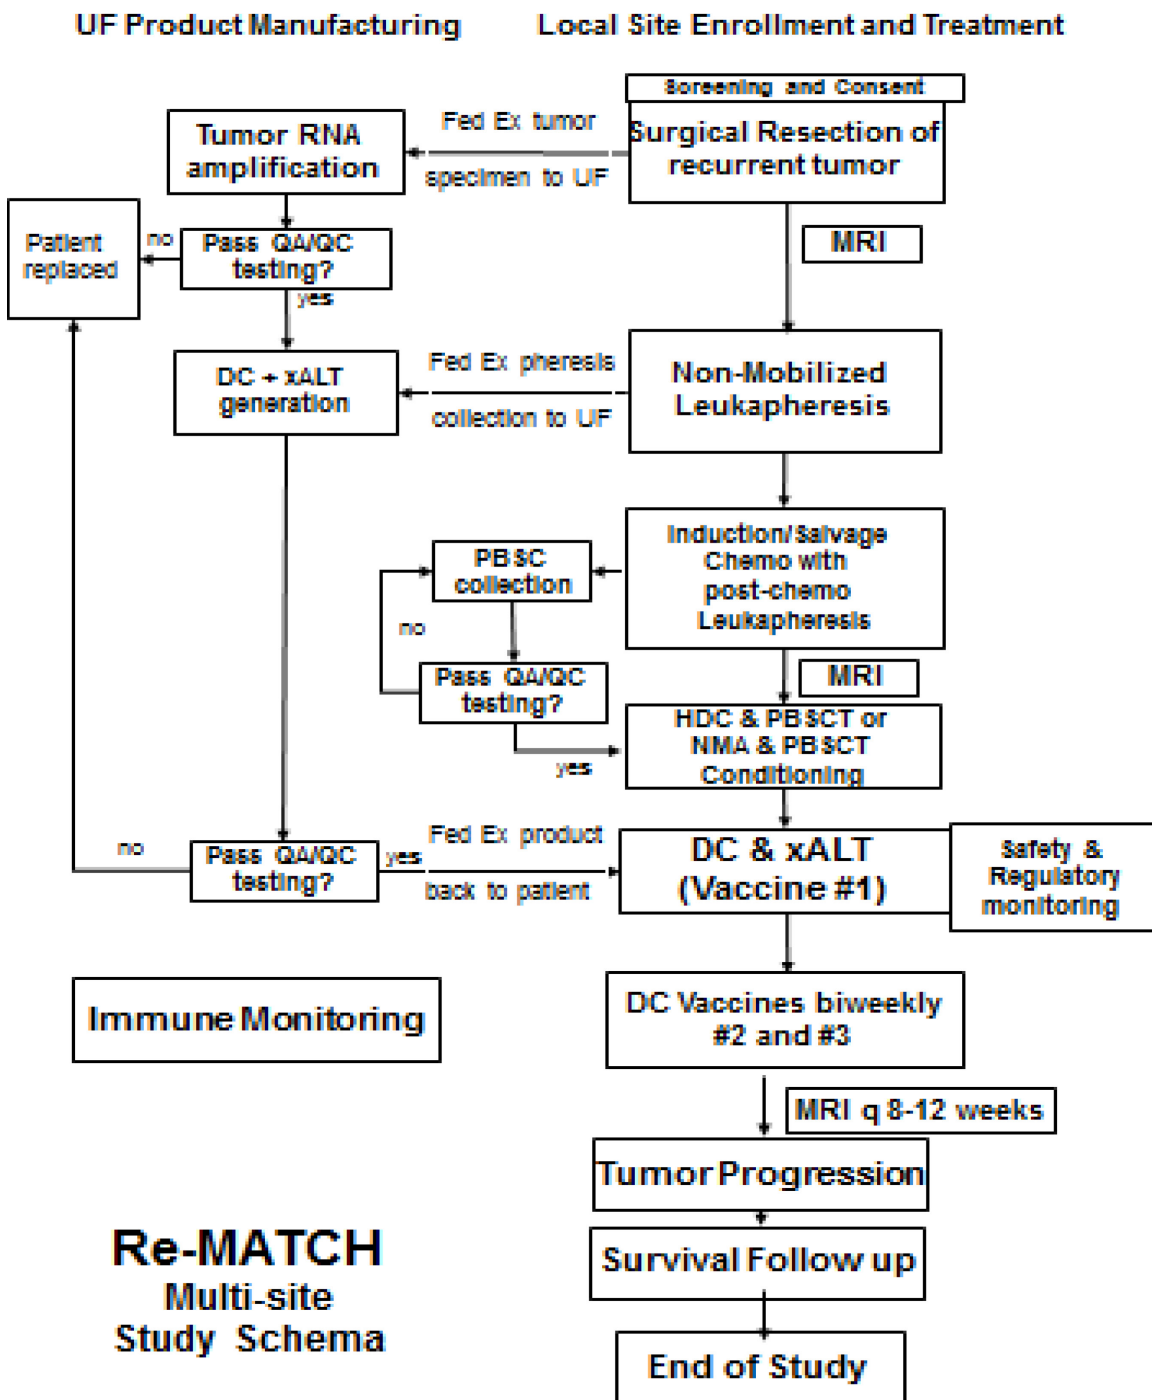 UF Product Manufacturing
Local Site Enrollment and Treatment
Screening and Consent
Surgical Resection of
recurrent tumor
Fed Ex tumor
specimen to UF
Tumor RNA
amplification
MRI
Patient
replaced
no
Pass QA/QC
testing?
yes
DC + xALT
generation
Fed Ex pheresis
collection to UF
Non-Mobilized
Leukapheresis
Induction/Salvage
Chemo with
post-chemo
Leukapheresis
PBSC
collection
no
Pass QA/QC
testing?
yes
MRI
HDC & PBSCT or
NMA & PBSCT
Conditioning
no
Pass QA/QC
testing?
yes
Fed Ex product
back to patient
DC & xALT
(Vaccine #1)
Safety &
Regulatory
monitoring
Immune Monitoring
DC Vaccines biweekly
#2 and #3
MRI q 8-12 weeks
Tumor Progression
Survival Follow up
End of Study
Re-MATCH
Multi-site
Study Schema